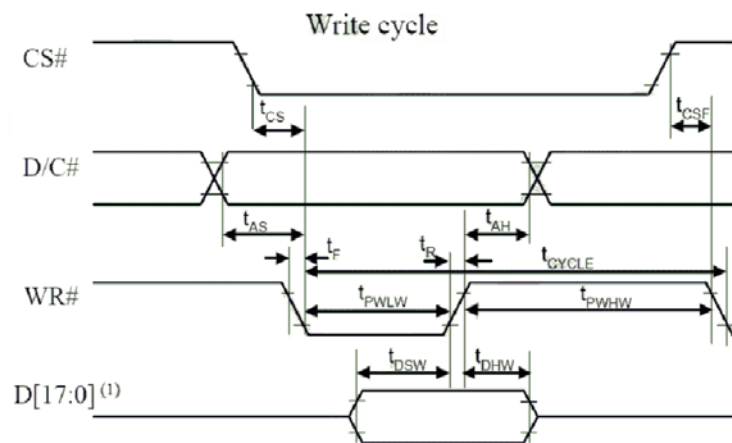 Write cycle
CS#
tCS
tCSF
D/C#
tAS
tF
tR
tAH
tCYCLE
WR#
tPWLW
tPWHW
tDSW
tDHW
D[17:0] (1)